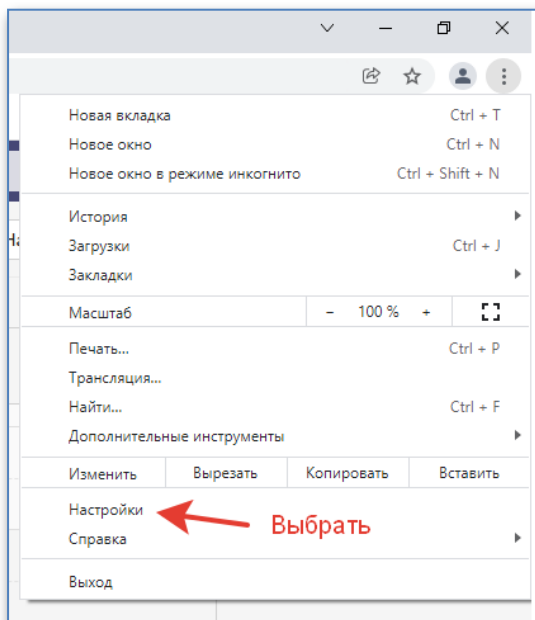 Новая вкладка Ctrl + T
Новое окно Ctrl + N
Новое окно в режиме инкогнито Ctrl + Shift + N
История
Загрузки Ctrl + J
Закладки
Масштаб - 100 % +
Печать... Ctrl + P
Трансляция...
Найти... Ctrl + F
Дополнительные инструменты
Изменить Вырезать Копировать Вставить
Настройки
Выбрать
Справка
Выход